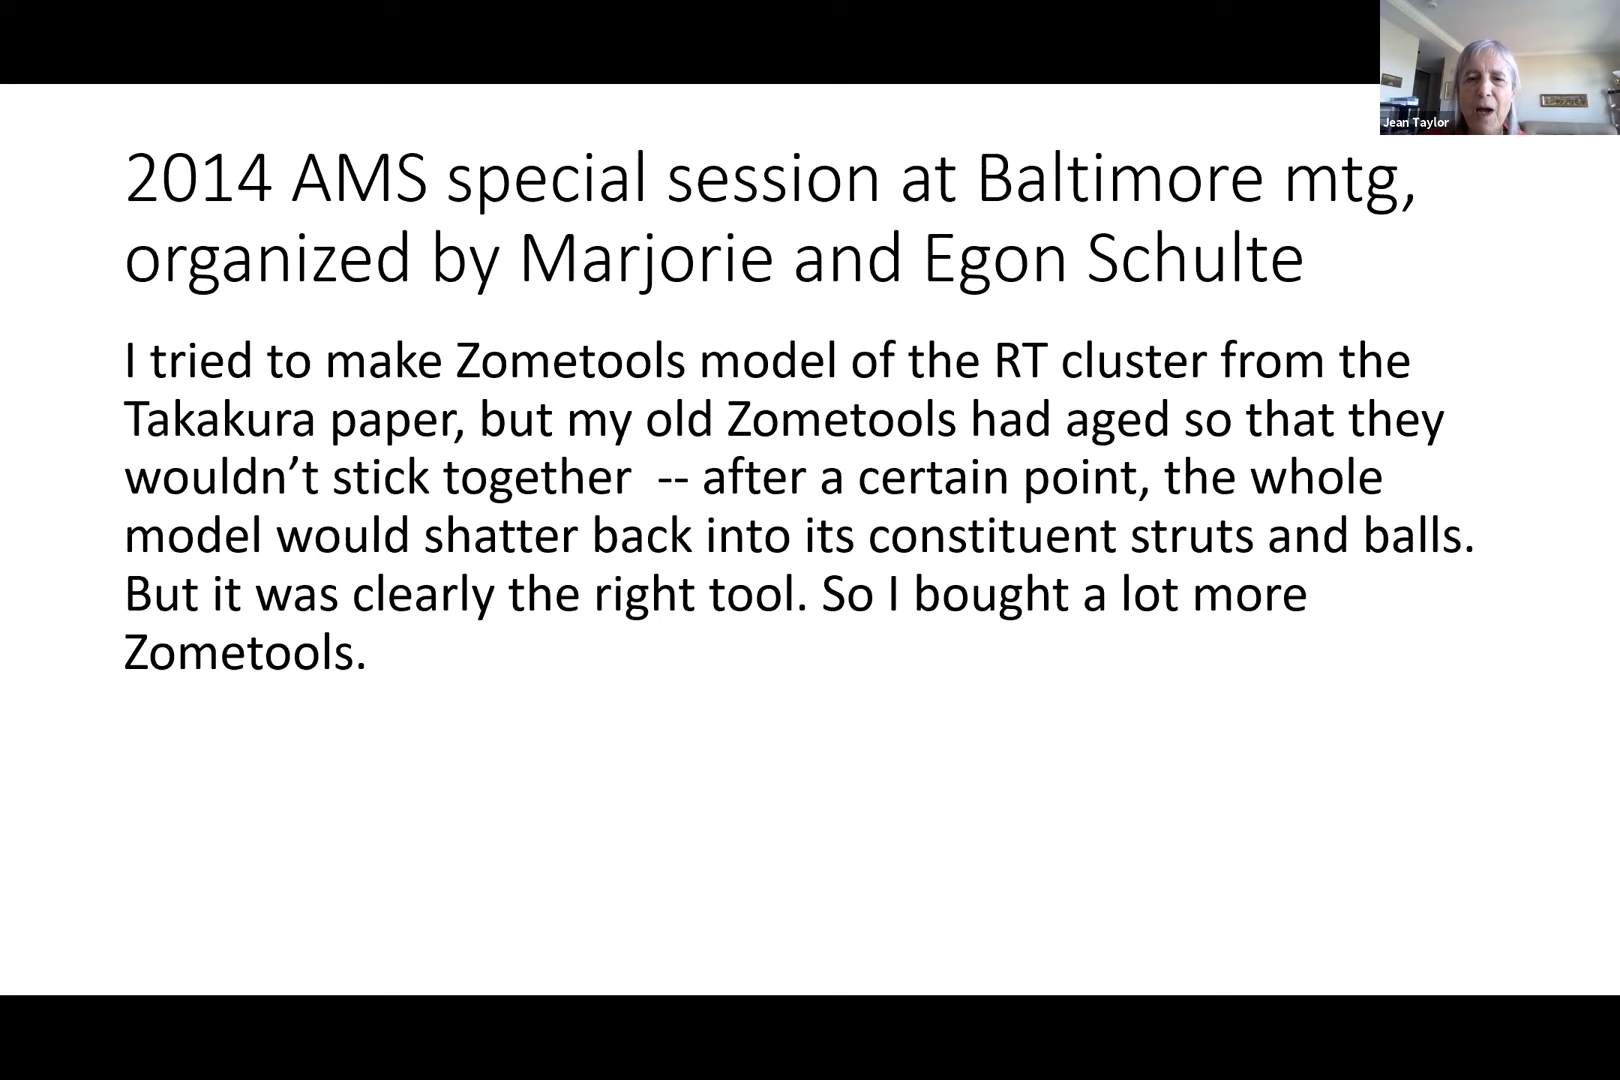 Jean Taylor
2014 AMS special session at Baltimore mtg,
organized by Marjorie and Egon Schulte
I tried to make Zometools model of the RT cluster from the
Takakura paper, but my old Zometools had aged so that they
wouldn’t stick together  -- after a certain point, the whole
model would shatter back into its constituent struts and balls.
But it was clearly the right tool. So I bought a lot more
Zometools.